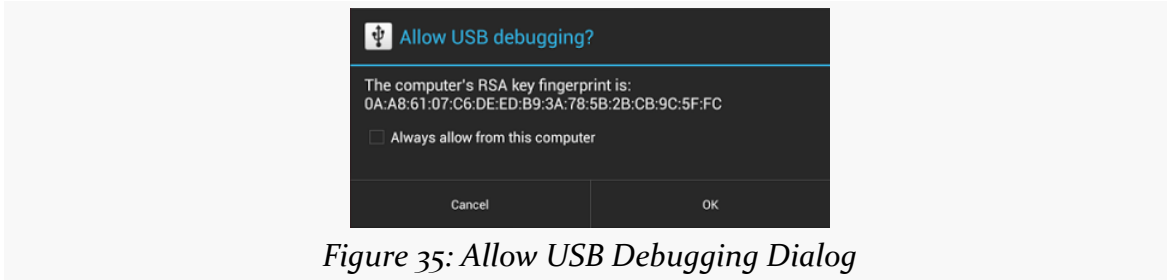 Allow USB debugging?
The computer's RSA key fingerprint is:
0A:A8:61:07:C6:DE:ED:B9:3A:78:5B:2B:CB:9C:5F:FC
Always allow from this computer
Cancel
OK
Figure 35: Allow USB Debugging Dialog